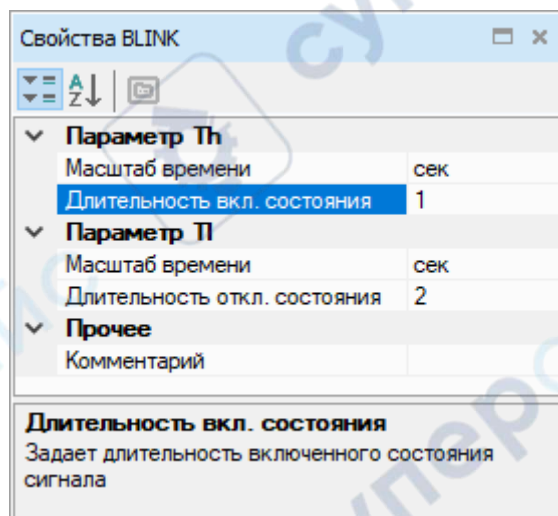 Свойства BLINK
Параметр Th
Масштаб времени сек
Длительность вкл. состояния 1
Параметр Tl
Масштаб времени сек
Длительность откл. состояния 2
Прочее
Комментарий
Длительность вкл. состояния
Задает длительность включенного состояния
сигнала